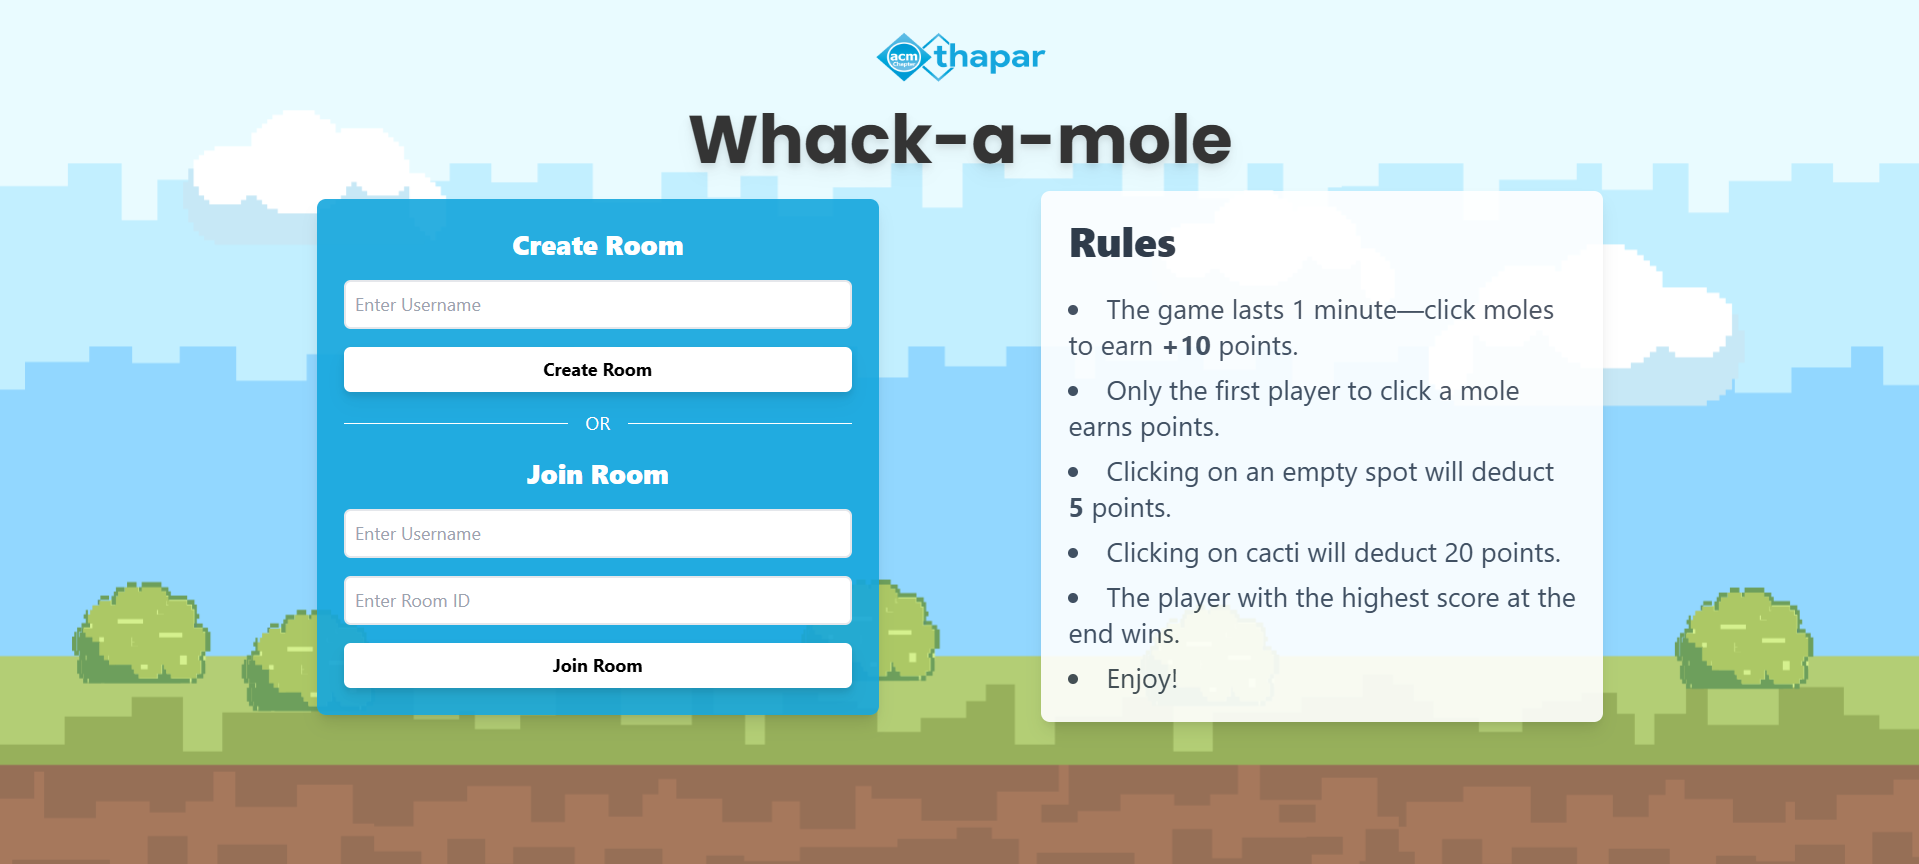 acm
Chapter
thapar
Whack-a-mole
Create Room
Enter Username
Create Room
OR
Join Room
Enter Username
Enter Room ID
Join Room
Rules
• The game lasts 1 minute—click moles
to earn +10 points.
• Only the first player to click a mole
earns points.
• Clicking on an empty spot will deduct
5 points.
• Clicking on cacti will deduct 20 points.
• The player with the highest score at the
end wins.
• Enjoy!